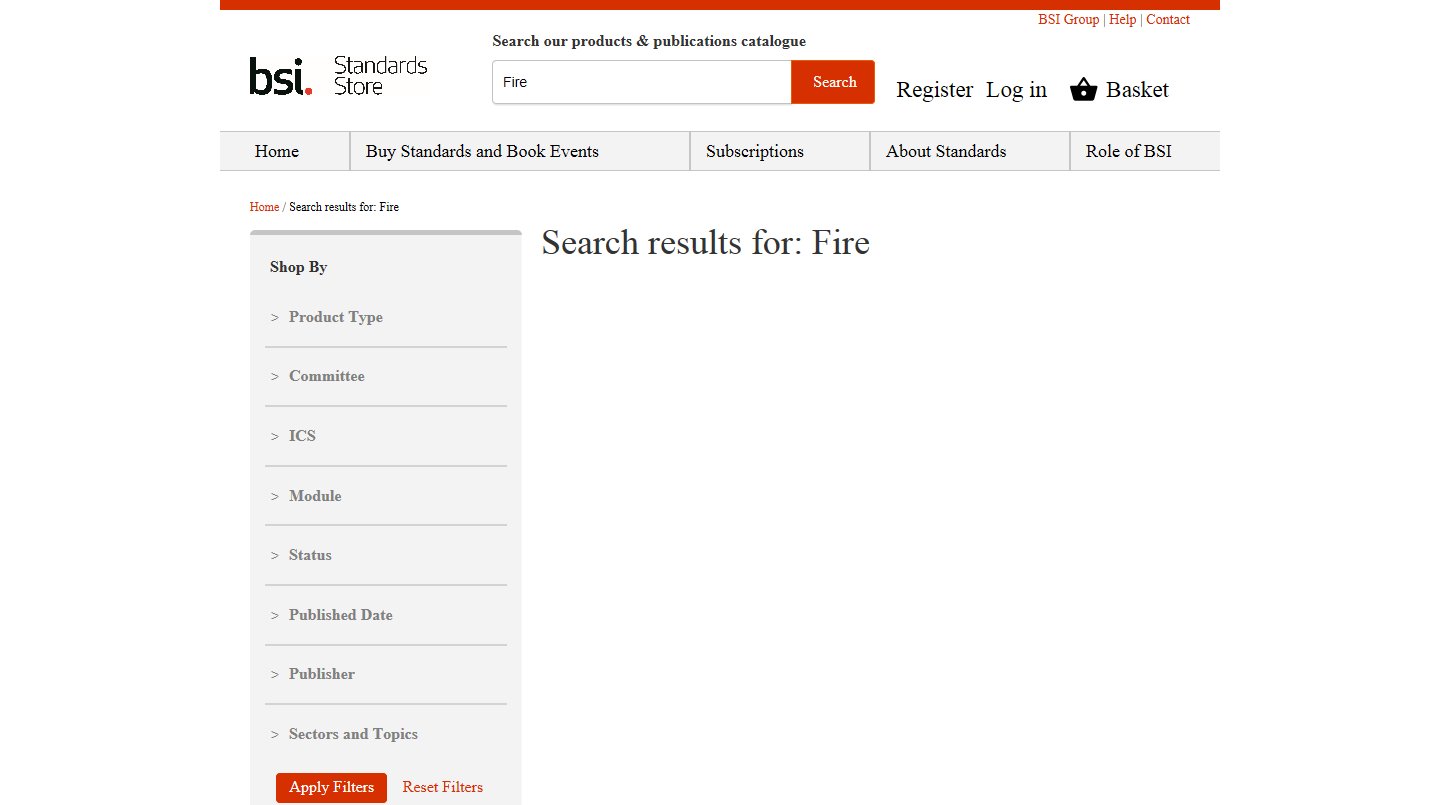 BSI Group | Help | Contact
Search our products & publications catalogue
bsi. Standards Store
Fire
Search
Register Log in Basket
Home Buy Standards and Book Events Subscriptions About Standards Role of BSI
Home / Search results for: Fire
Search results for: Fire
Shop By
> Product Type
> Committee
> ICS
> Module
> Status
> Published Date
> Publisher
> Sectors and Topics
Apply Filters Reset Filters